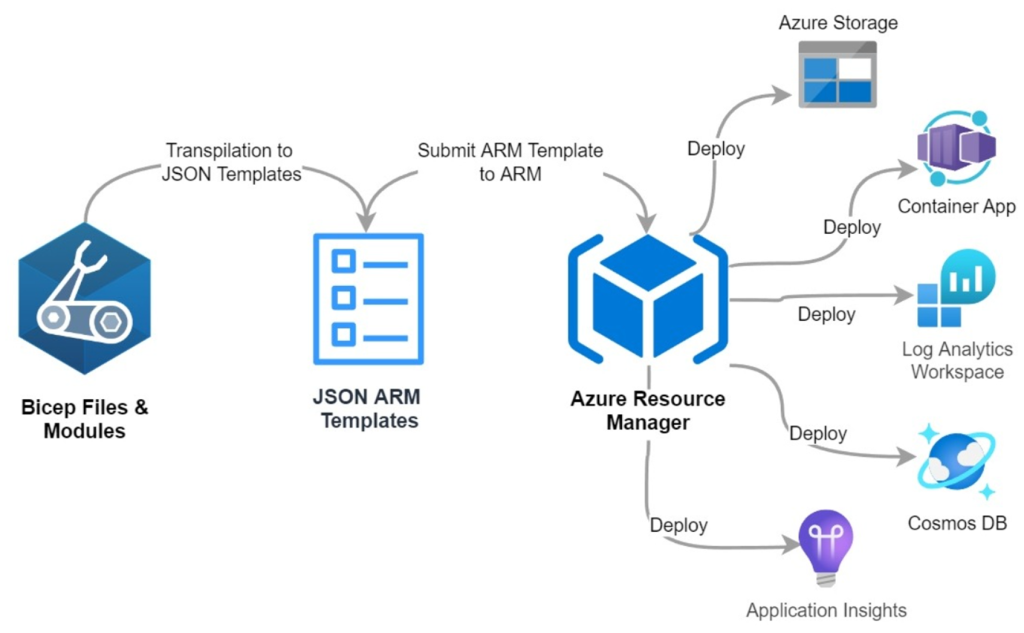 Azure Storage
Transpilation to
JSON Templates
Submit ARM Template
to ARM
Deploy
Container App
Deploy
Deploy
Log Analytics
Workspace
Bicep Files &
Modules
JSON ARM
Templates
Azure Resource
Manager
Deploy
Cosmos DB
Deploy
Application Insights